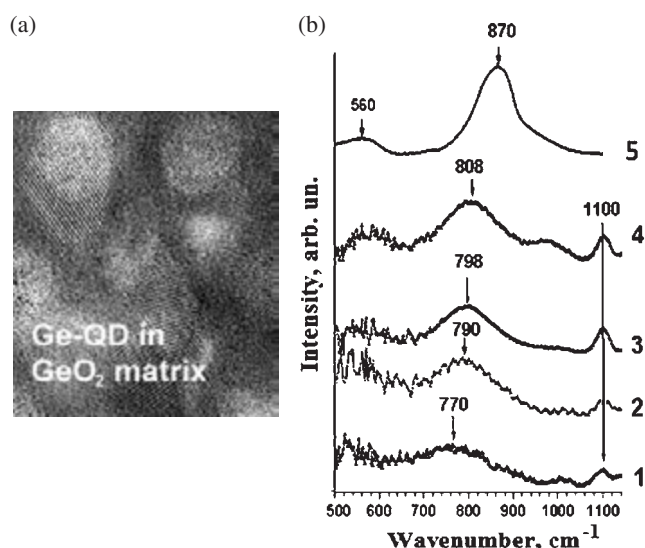 (a)
Ge-QD in
GeO₂ matrix
(b)
870
560
5
808
1100
4
798
3
790
2
770
1
500 600 700 800 900 1000 1100
Wavenumber, cm⁻¹
Intensity, arb. un.